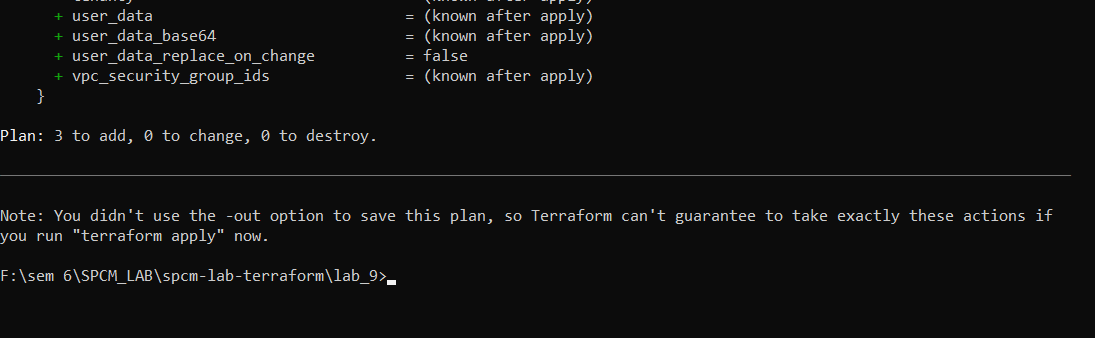 (known after apply)
+ user_data = (known after apply)
+ user_data_base64 = (known after apply)
+ user_data_replace_on_change = false
+ vpc_security_group_ids = (known after apply)
}
Plan: 3 to add, 0 to change, 0 to destroy.
Note: You didn't use the -out option to save this plan, so Terraform can't guarantee to take exactly these actions if
you run "terraform apply" now.
F:\sem 6\SPCM_LAB\spcm-lab-terraform\lab_9>